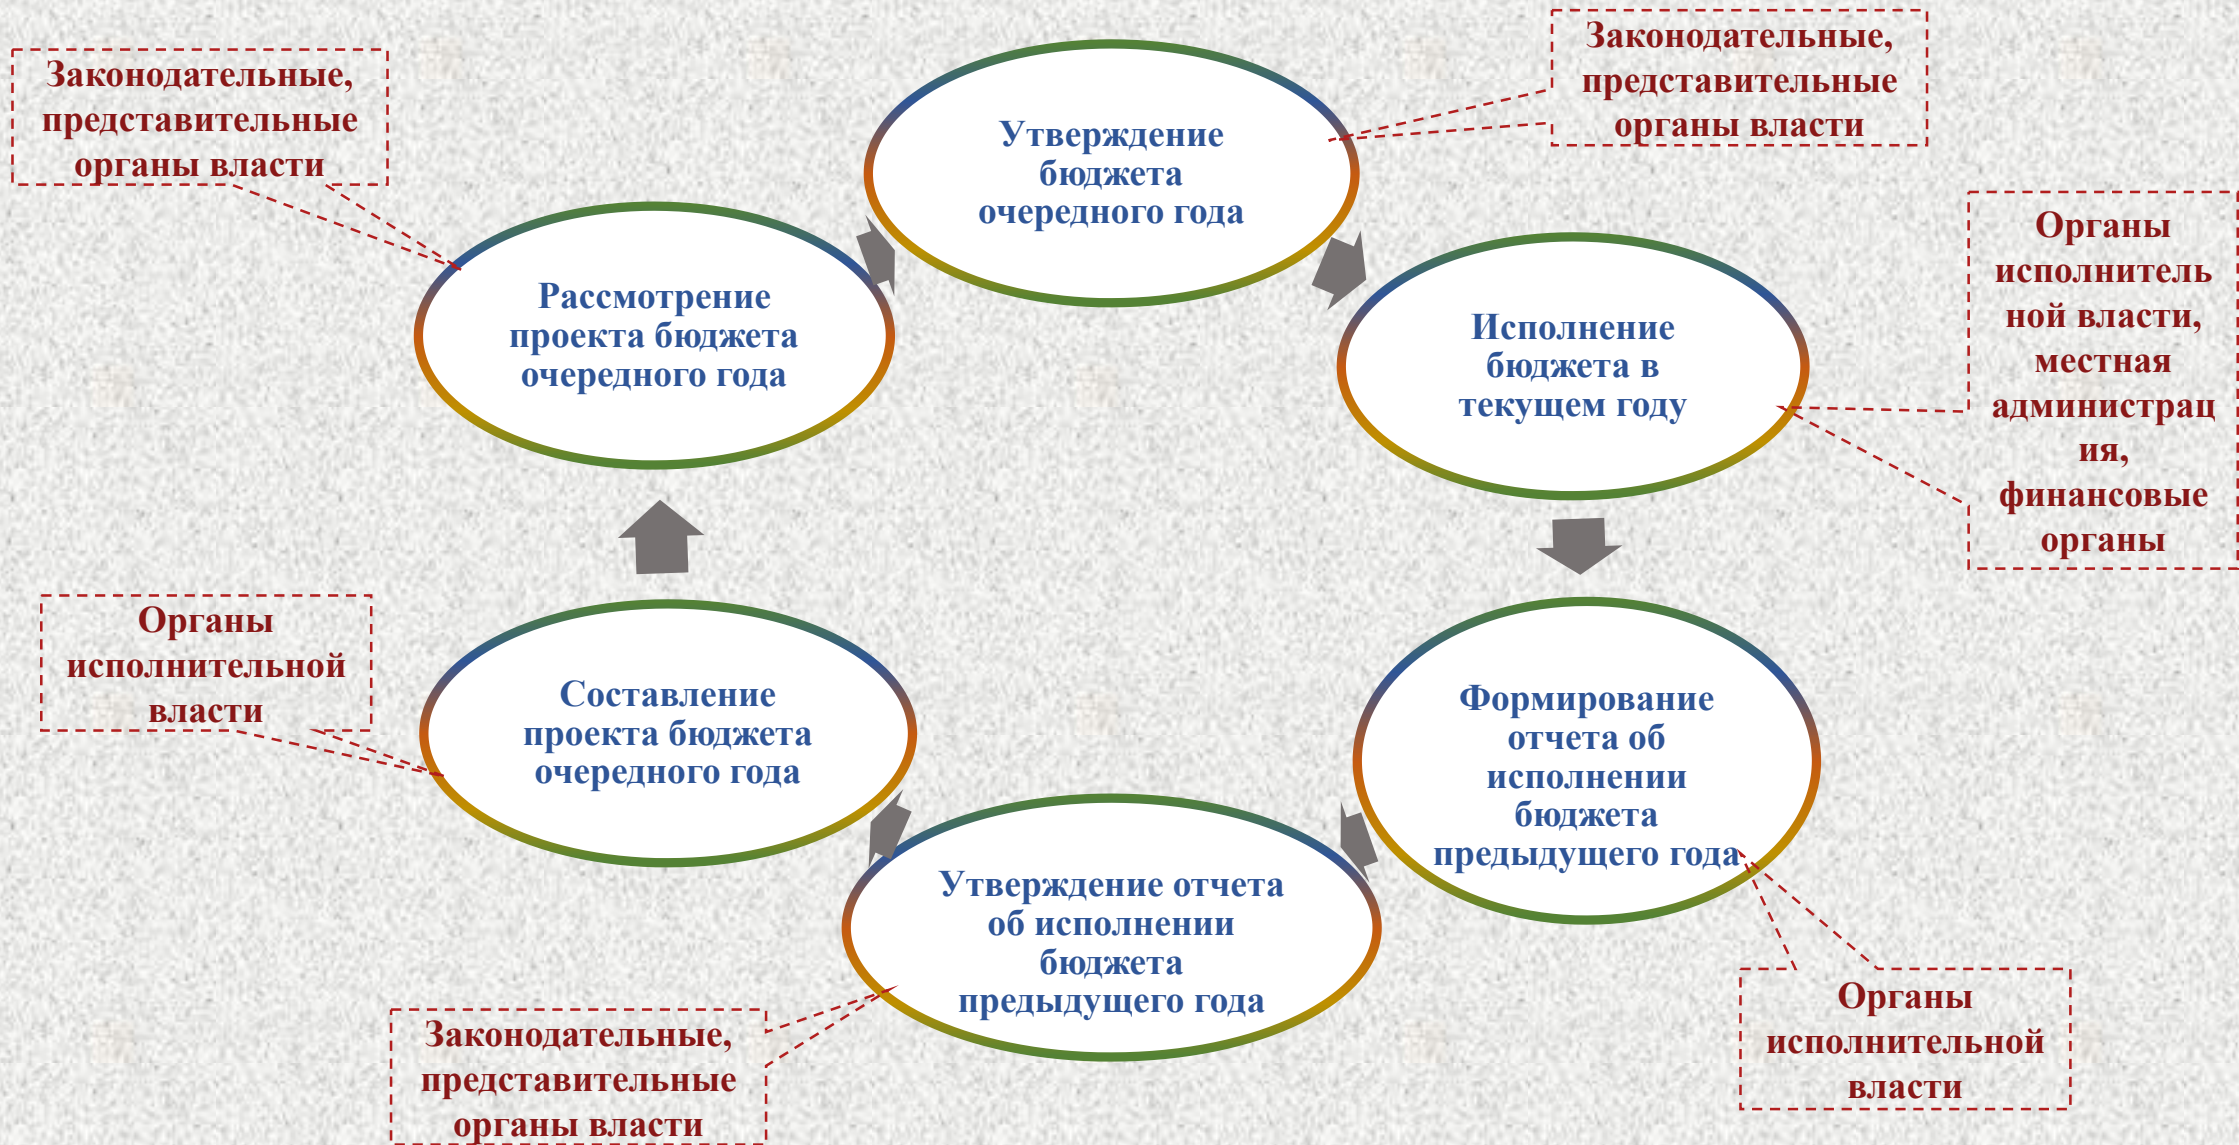 Законодательные,
представительные
органы власти
Утверждение
бюджета
очередного года
Законодательные,
представительные
органы власти
Рассмотрение
проекта бюджета
очередного года
Исполнение
бюджета в
текущем году
Органы
исполнитель
ной власти,
местная
администрац
ия,
финансовые
органы
Органы
исполнительной
власти
Составление
проекта бюджета
очередного года
Формирование
отчета об
исполнении
бюджета
предыдущего года
Утверждение отчета
об исполнении
бюджета
предыдущего года
Законодательные,
представительные
органы власти
Органы
исполнительной
власти